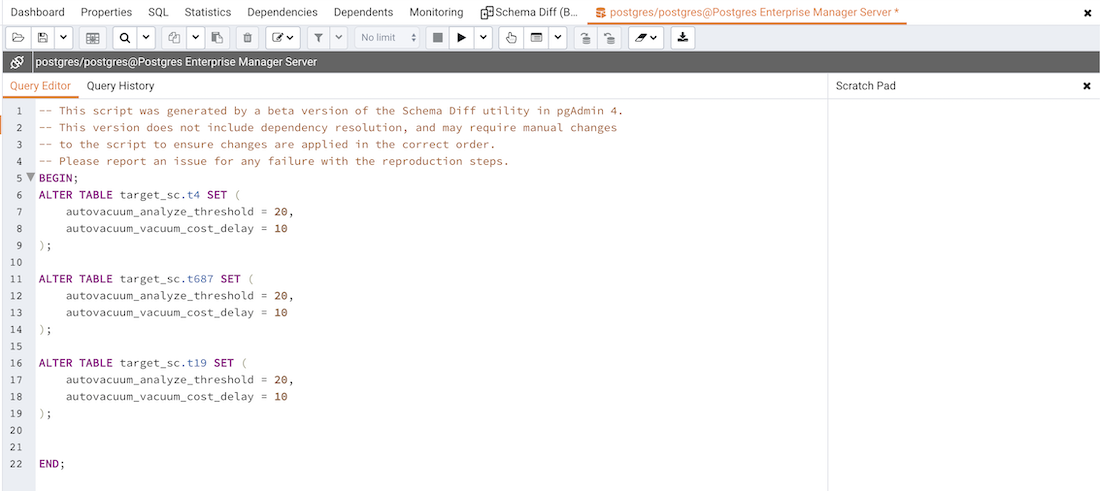 Dashboard Properties SQL Statistics Dependencies Dependents Monitoring Schema Diff (B... postgres/postgres@Postgres Enterprise Manager Server *
No limit
postgres/postgres@Postgres Enterprise Manager Server
Query Editor Query History Scratch Pad
1 -- This script was generated by a beta version of the Schema Diff utility in pgAdmin 4.
2 -- This version does not include dependency resolution, and may require manual changes
3 -- to the script to ensure changes are applied in the correct order.
4 -- Please report an issue for any failure with the reproduction steps.
5 BEGIN;
6 ALTER TABLE target_sc.t4 SET (
7     autovacuum_analyze_threshold = 20,
8     autovacuum_vacuum_cost_delay = 10
9 );
10
11 ALTER TABLE target_sc.t687 SET (
12     autovacuum_analyze_threshold = 20,
13     autovacuum_vacuum_cost_delay = 10
14 );
15
16 ALTER TABLE target_sc.t19 SET (
17     autovacuum_analyze_threshold = 20,
18     autovacuum_vacuum_cost_delay = 10
19 );
20
21
22 END;